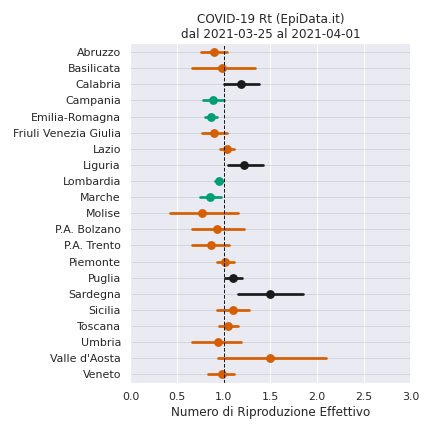 COVID-19 Rt (EpiData.it)
dal 2021-03-25 al 2021-04-01
Abruzzo
Basilicata
Calabria
Campania
Emilia-Romagna
Friuli Venezia Giulia
Lazio
Liguria
Lombardia
Marche
Molise
P.A. Bolzano
P.A. Trento
Piemonte
Puglia
Sardegna
Sicilia
Toscana
Umbria
Valle d'Aosta
Veneto
0.0 0.5 1.0 1.5 2.0 2.5 3.0
Numero di Riproduzione Effettivo